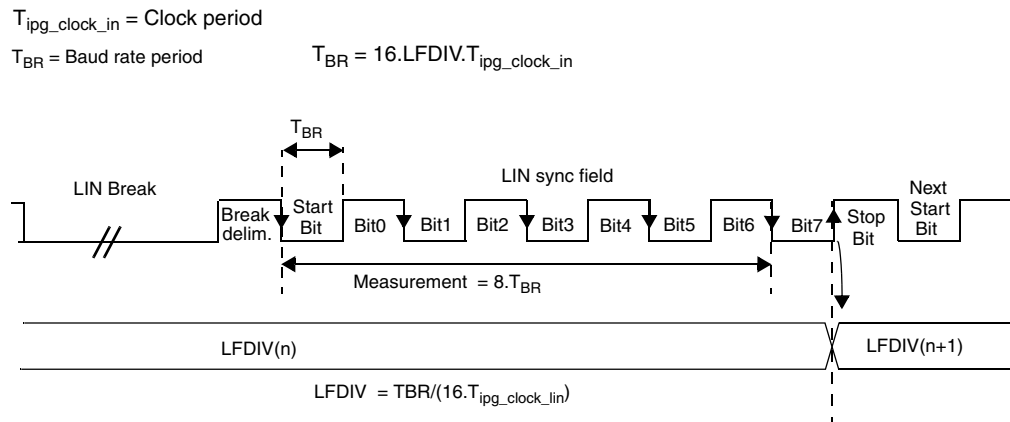 T_ipg_clock_in = Clock period
T_BR = Baud rate period
T_BR = 16.LFDIV.T_ipg_clock_in
T_BR
LIN Break
LIN sync field
Break delim.
Start Bit
Bit0
Bit1
Bit2
Bit3
Bit4
Bit5
Bit6
Bit7
Stop Bit
Next Start Bit
Measurement = 8.T_BR
LFDIV(n)
LFDIV(n+1)
LFDIV = TBR/(16.T_ipg_clock_lin)